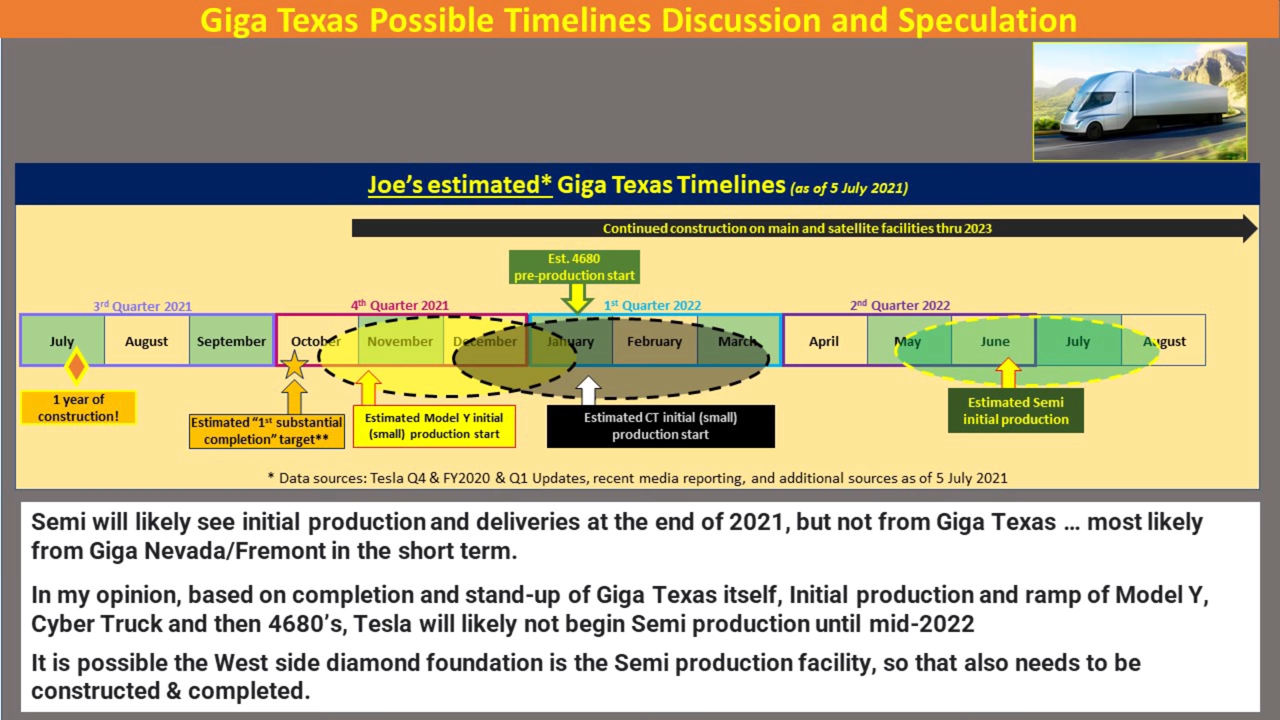 Giga Texas Possible Timelines Discussion and Speculation
Joe's estimated* Giga Texas Timelines (as of 5 July 2021)
Continued construction on main and satellite facilities thru 2023
Est. 4680
pre-production start
3rd Quarter 2021
4th Quarter 2021
1st Quarter 2022
2nd Quarter 2022
July August September October November December January February March April May June July August
1 year of
construction!
Estimated "1st substantial
completion" target**
Estimated Model Y initial
(small) production start
Estimated CT initial (small)
production start
Estimated Semi
initial production
* Data sources: Tesla Q4 & FY2020 & Q1 Updates, recent media reporting, and additional sources as of 5 July 2021
Semi will likely see initial production and deliveries at the end of 2021, but not from Giga Texas ... most likely
from Giga Nevada/Fremont in the short term.
In my opinion, based on completion and stand-up of Giga Texas itself, Initial production and ramp of Model Y,
Cyber Truck and then 4680's, Tesla will likely not begin Semi production until mid-2022
It is possible the West side diamond foundation is the Semi production facility, so that also needs to be
constructed & completed.